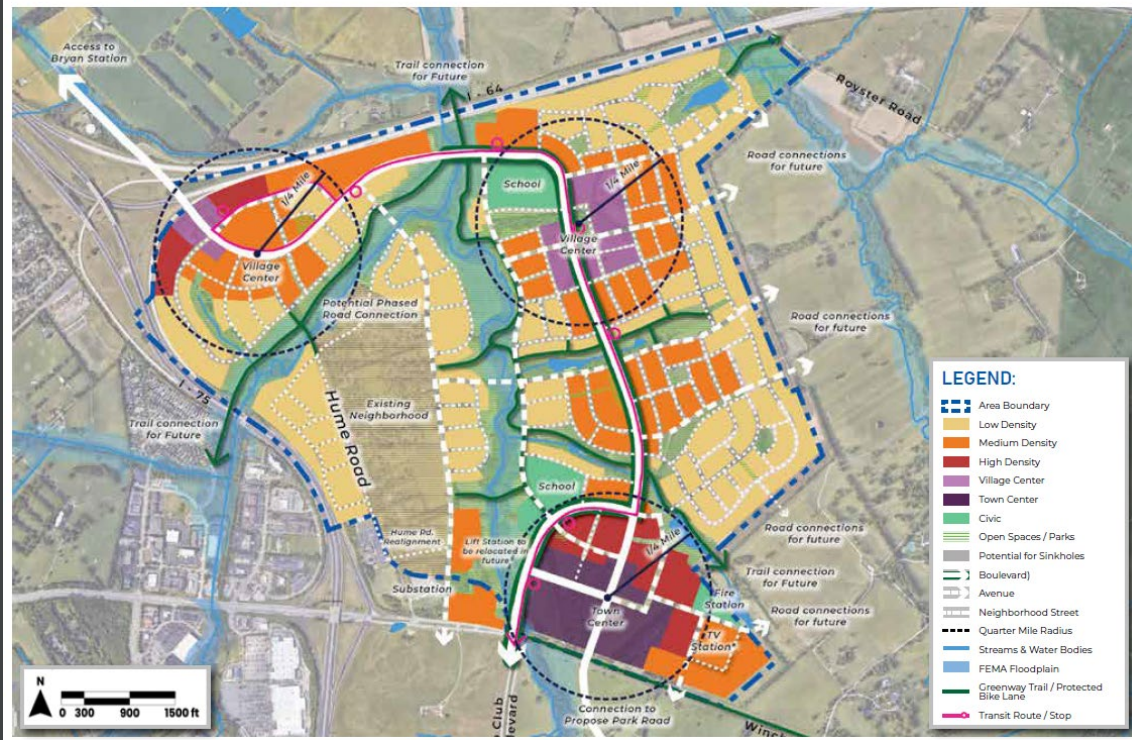 Access to
Bryan Station
Trail connection
for Future
I - 64
Royster Road
Road connections
for future
School
1/4 Mile
1/4 Mile
Village
Center
Village
Center
Potential Phased
Road Connection
Road connections
for future
I - 75
Hume Road
Existing
Neighborhood
Trail connection
for Future
School
Hume Rd.
Realignment
Lift Station to
be relocated in
future
1/4 Mile
Road connections
for future
Trail connection
for Future
Substation
Fire
Station
Town
Center
Road connections
for future
TV
Station*
Connection to
Propose Park Road
Club
LEGEND:
Area Boundary
Low Density
Medium Density
High Density
Village Center
Town Center
Civic
Open Spaces / Parks
Potential for Sinkholes
Boulevard)
Avenue
Neighborhood Street
Quarter Mile Radius
Streams & Water Bodies
FEMA Floodplain
Greenway Trail / Protected
Bike Lane
Transit Route / Stop
N
0 300 900 1500 ft